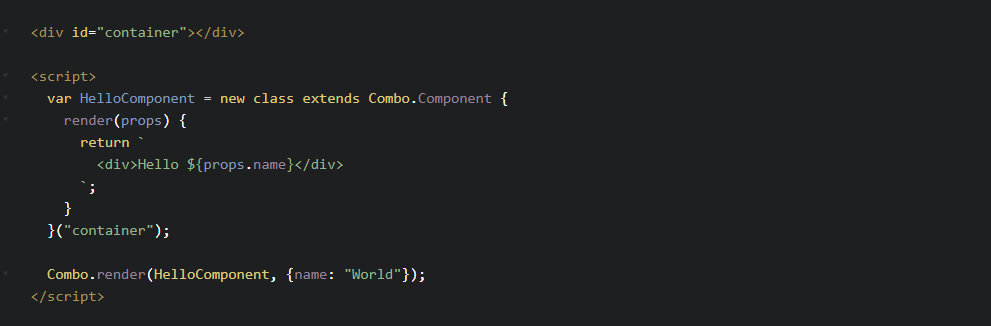 <div id="container"></div>
<script>
var HelloComponent = new class extends Combo.Component {
render(props) {
return `
<div>Hello ${props.name}</div>
`;
}
}("container");
Combo.render(HelloComponent, {name: "World"});
</script>